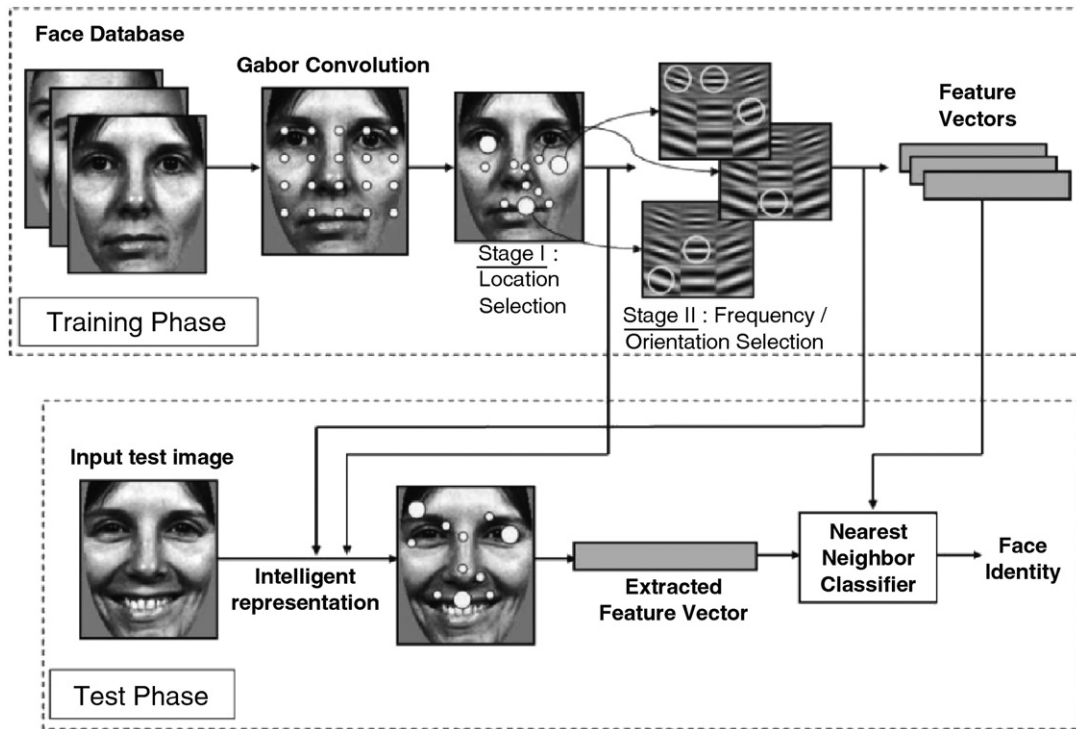 Face Database
Gabor Convolution
Feature
Vectors
Stage I :
Location
Selection
Stage II : Frequency /
Orientation Selection
Training Phase
Input test image
Intelligent
representation
Extracted
Feature Vector
Nearest
Neighbor
Classifier
Face
Identity
Test Phase